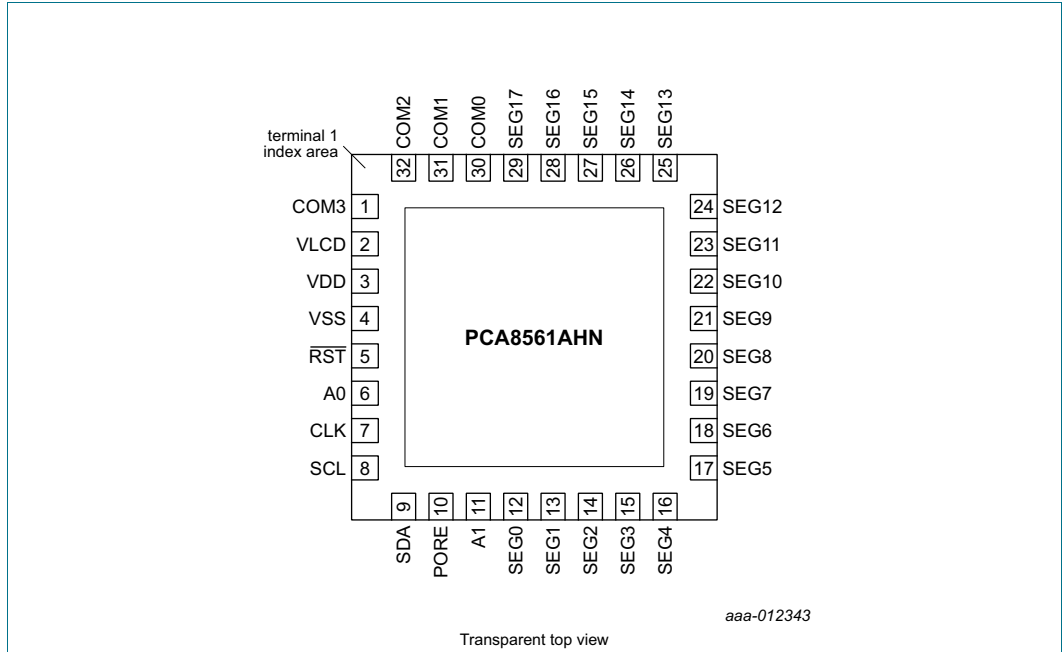 COM2
COM1
COM0
SEG17
SEG16
SEG15
SEG14
SEG13
terminal 1
index area
32
31
30
29
28
27
26
25
COM3 1
VLCD 2
VDD 3
VSS 4
RST 5
A0 6
CLK 7
SCL 8
PCA8561AHN
24 SEG12
23 SEG11
22 SEG10
21 SEG9
20 SEG8
19 SEG7
18 SEG6
17 SEG5
9
10
11
12
13
14
15
16
SDA
PORE
A1
SEG0
SEG1
SEG2
SEG3
SEG4
aaa-012343
Transparent top view